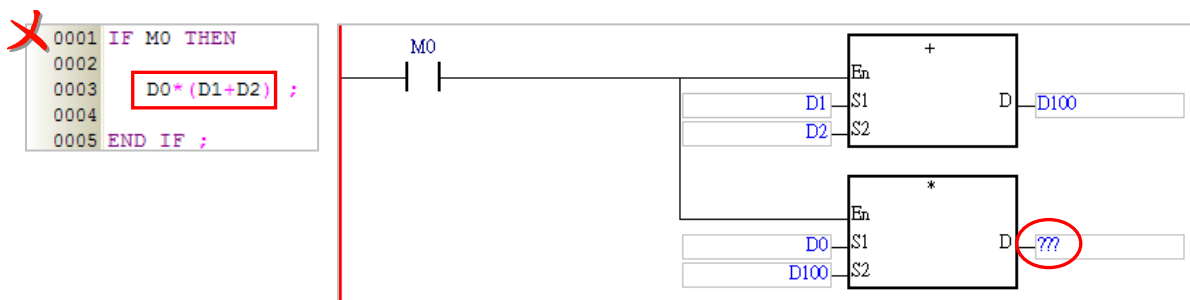 0001 IF M0 THEN
0002
0003 D0*(D1+D2) ;
0004
0005 END IF ;
M0
+
En
D1 S1 D D100
D2 S2
*
En
D0 S1 D ???
D100 S2